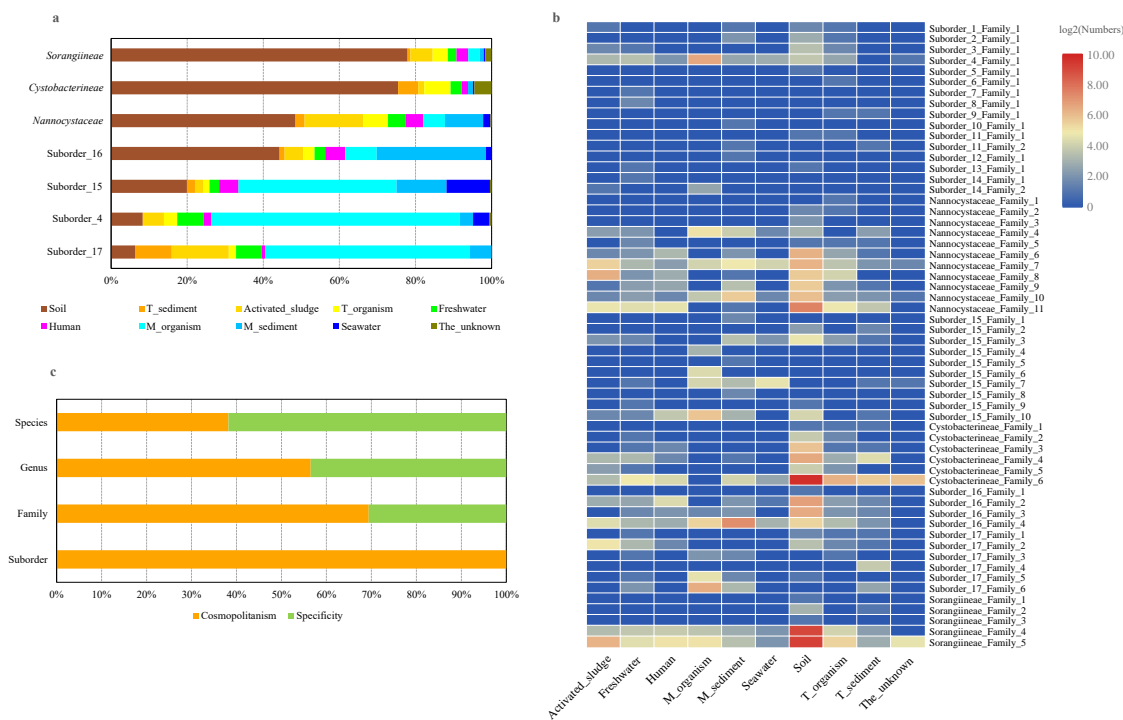 a
Sorangiineae
Cystobacterineae
Nannocystaceae
Suborder_16
Suborder_15
Suborder_4
Suborder_17
0% 20% 40% 60% 80% 100%
Soil T_sediment Activated_sludge T_organism Freshwater
Human M_organism M_sediment Seawater The_unknown
c
Species
Genus
Family
Suborder
0% 10% 20% 30% 40% 50% 60% 70% 80% 90% 100%
Cosmopolitanism Specificity
b
Suborder_1_Family_1
Suborder_2_Family_1
Suborder_3_Family_1
Suborder_4_Family_1
Suborder_5_Family_1
Suborder_6_Family_1
Suborder_7_Family_1
Suborder_8_Family_1
Suborder_9_Family_1
Suborder_10_Family_1
Suborder_11_Family_1
Suborder_11_Family_2
Suborder_12_Family_1
Suborder_13_Family_1
Suborder_14_Family_1
Suborder_14_Family_2
Nannocystaceae_Family_1
Nannocystaceae_Family_2
Nannocystaceae_Family_3
Nannocystaceae_Family_4
Nannocystaceae_Family_5
Nannocystaceae_Family_6
Nannocystaceae_Family_7
Nannocystaceae_Family_8
Nannocystaceae_Family_9
Nannocystaceae_Family_10
Nannocystaceae_Family_11
Suborder_15_Family_1
Suborder_15_Family_2
Suborder_15_Family_3
Suborder_15_Family_4
Suborder_15_Family_5
Suborder_15_Family_6
Suborder_15_Family_7
Suborder_15_Family_8
Suborder_15_Family_9
Suborder_15_Family_10
Cystobacterineae_Family_1
Cystobacterineae_Family_2
Cystobacterineae_Family_3
Cystobacterineae_Family_4
Cystobacterineae_Family_5
Cystobacterineae_Family_6
Suborder_16_Family_1
Suborder_16_Family_2
Suborder_16_Family_3
Suborder_16_Family_4
Suborder_17_Family_1
Suborder_17_Family_2
Suborder_17_Family_3
Suborder_17_Family_4
Suborder_17_Family_5
Suborder_17_Family_6
Sorangiineae_Family_1
Sorangiineae_Family_2
Sorangiineae_Family_3
Sorangiineae_Family_4
Sorangiineae_Family_5
Activated_sludge Freshwater Human M_organism M_sediment Seawater Soil T_organism T_sediment The_unknown
log2(Numbers)
10.00
8.00
6.00
4.00
2.00
0